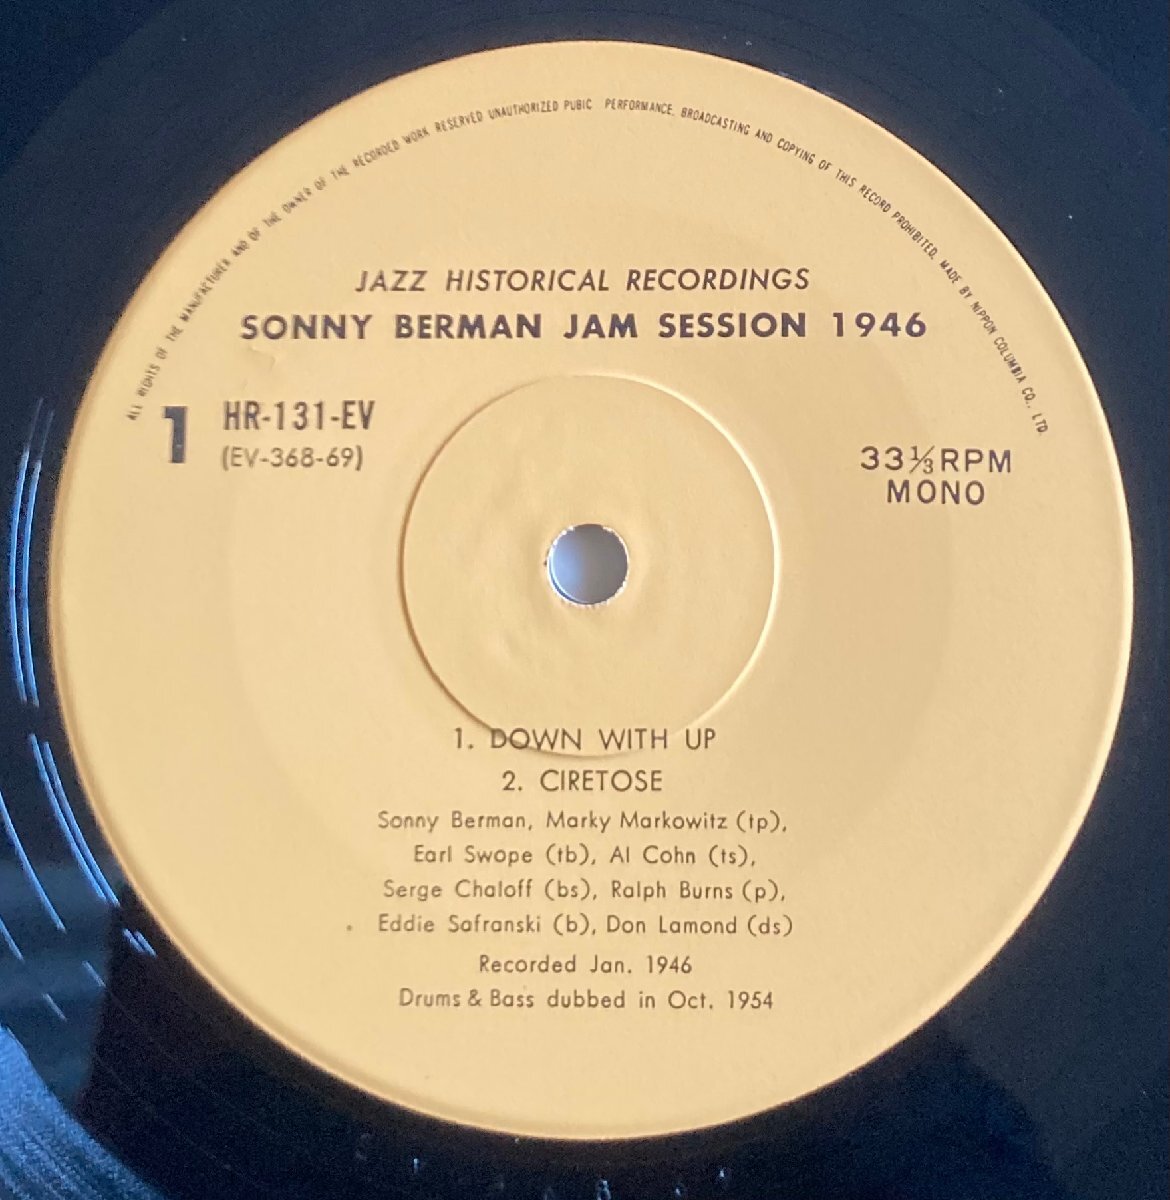 ALL RIGHTS OF THE MANUFACTURER AND OF THE OWNER OF THE RECORDED WORK RESERVED UNAUTHORIZED PUBIC PERFORMANCE, BROADCASTING AND COPYING OF THIS RECORD PROHIBITED, MADE BY NIPPON COLUMBIA CO., LTD.
JAZZ HISTORICAL RECORDINGS
SONNY BERMAN JAM SESSION 1946
1
HR-131-EV
(EV-368-69)
33⅓RPM
MONO
1. DOWN WITH UP
2. CIRETOSE
Sonny Berman, Marky Markowitz (tp),
Earl Swope (tb), Al Cohn (ts),
Serge Chaloff (bs), Ralph Burns (p),
Eddie Safranski (b), Don Lamond (ds)
Recorded Jan. 1946
Drums & Bass dubbed in Oct. 1954